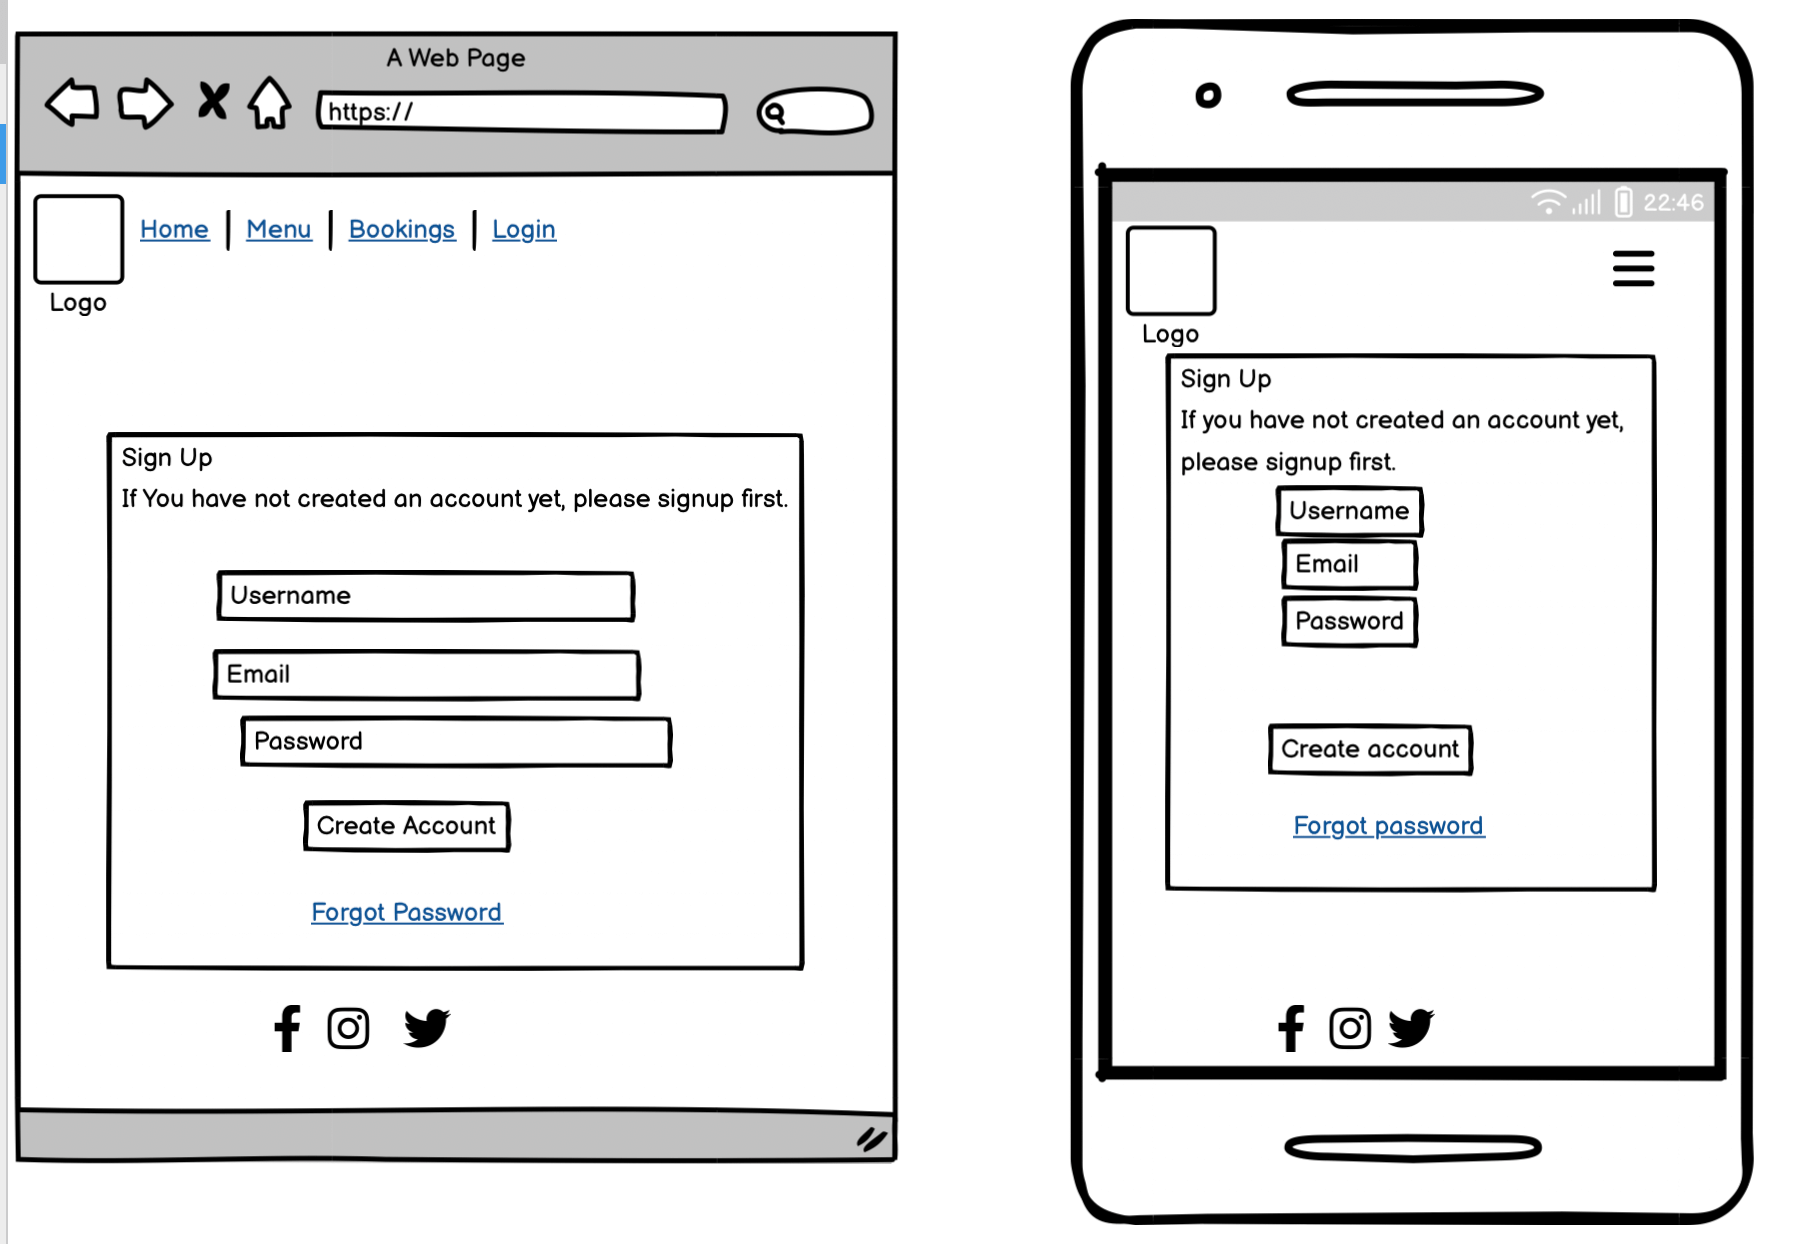 A Web Page
https://
Home | Menu | Bookings | Login
Logo
Sign Up
If You have not created an account yet, please signup first.
Username
Email
Password
Create Account
Forgot Password
22:46
Logo
Sign Up
If you have not created an account yet,
please signup first.
Username
Email
Password
Create account
Forgot password